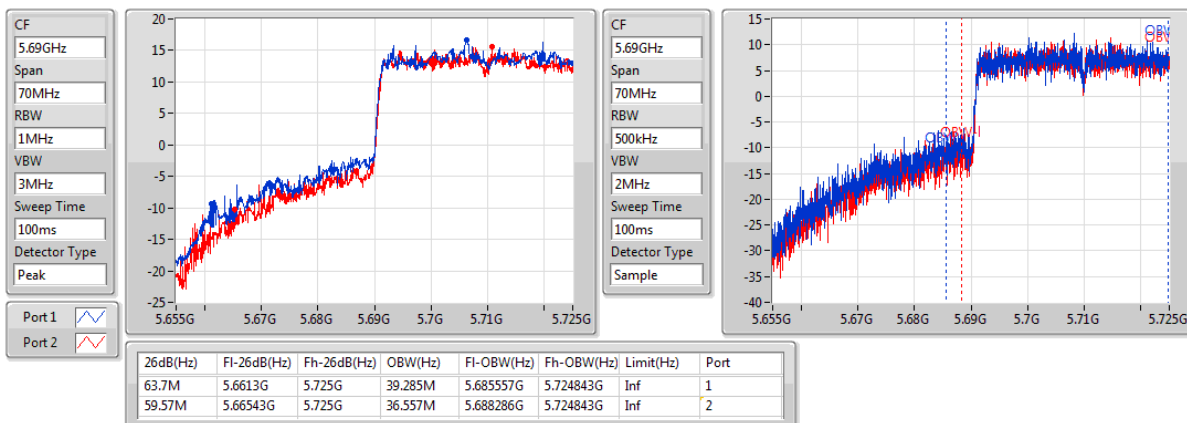 CF
5.69GHz
Span
70MHz
RBW
1MHz
VBW
3MHz
Sweep Time
100ms
Detector Type
Peak
Port 1
Port 2
20
15
10
5
0
-5
-10
-15
-20
-25
5.655G 5.67G 5.68G 5.69G 5.7G 5.71G 5.725G
CF
5.69GHz
Span
70MHz
RBW
500kHz
VBW
2MHz
Sweep Time
100ms
Detector Type
Sample
15
10
5
0
-5
-10
-15
-20
-25
-30
-35
-40
5.655G 5.67G 5.68G 5.69G 5.7G 5.71G 5.725G
26dB(Hz) Fl-26dB(Hz) Fh-26dB(Hz) OBW(Hz) Fl-OBW(Hz) Fh-OBW(Hz) Limit(Hz) Port
63.7M 5.6613G 5.725G 39.285M 5.685557G 5.724843G Inf 1
59.57M 5.66543G 5.725G 36.557M 5.688286G 5.724843G Inf 2